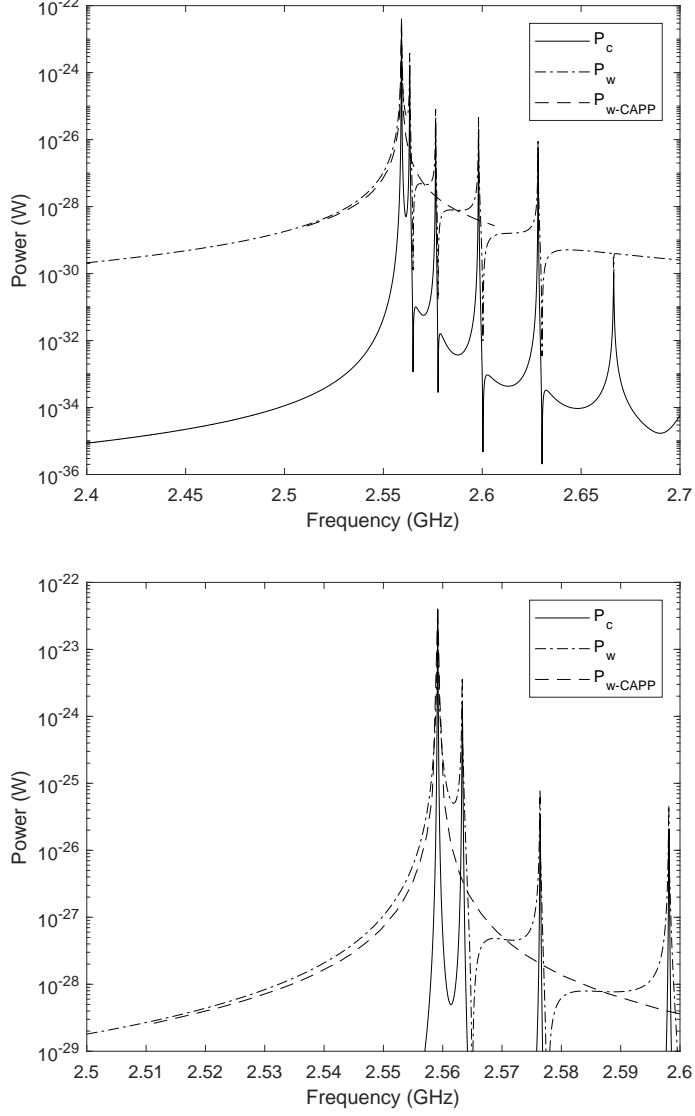 10^-22
10^-24
10^-26
10^-28
10^-30
10^-32
10^-34
10^-36
Power (W)
P_c
P_w
P_w-CAPP
2.4 2.45 2.5 2.55 2.6 2.65 2.7
Frequency (GHz)
10^-22
10^-23
10^-24
10^-25
10^-26
10^-27
10^-28
10^-29
Power (W)
P_c
P_w
P_w-CAPP
2.5 2.51 2.52 2.53 2.54 2.55 2.56 2.57 2.58 2.59 2.6
Frequency (GHz)